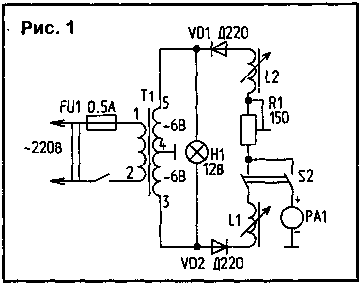 Рис. 1
VD1 Д220
FU1 0.5A
T1
1
5
~6В
L2
R1
150
~220в
4
H1
12В
S2
2
~6В
3
L1
+
PA1
-
VD2 Д220